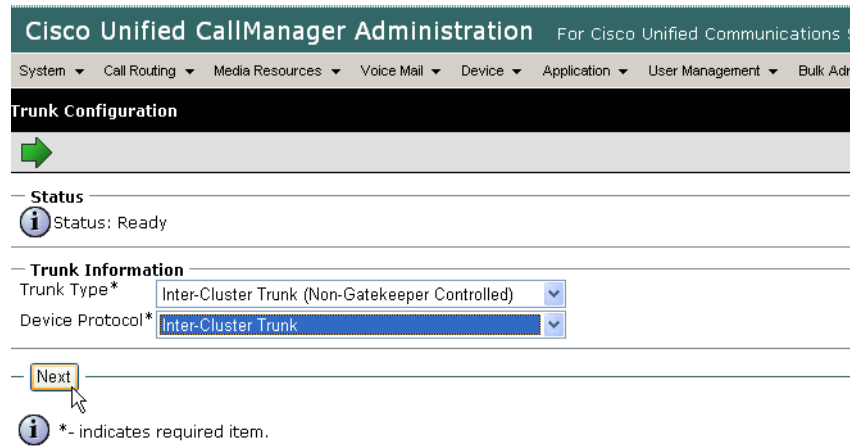 Cisco Unified CallManager Administration For Cisco Unified Communications
System Call Routing Media Resources Voice Mail Device Application User Management Bulk
Trunk Configuration
Status
Status: Ready
Trunk Information
Trunk Type* Inter-Cluster Trunk (Non-Gatekeeper Controlled)
Device Protocol* Inter-Cluster Trunk
Next
*- indicates required item.